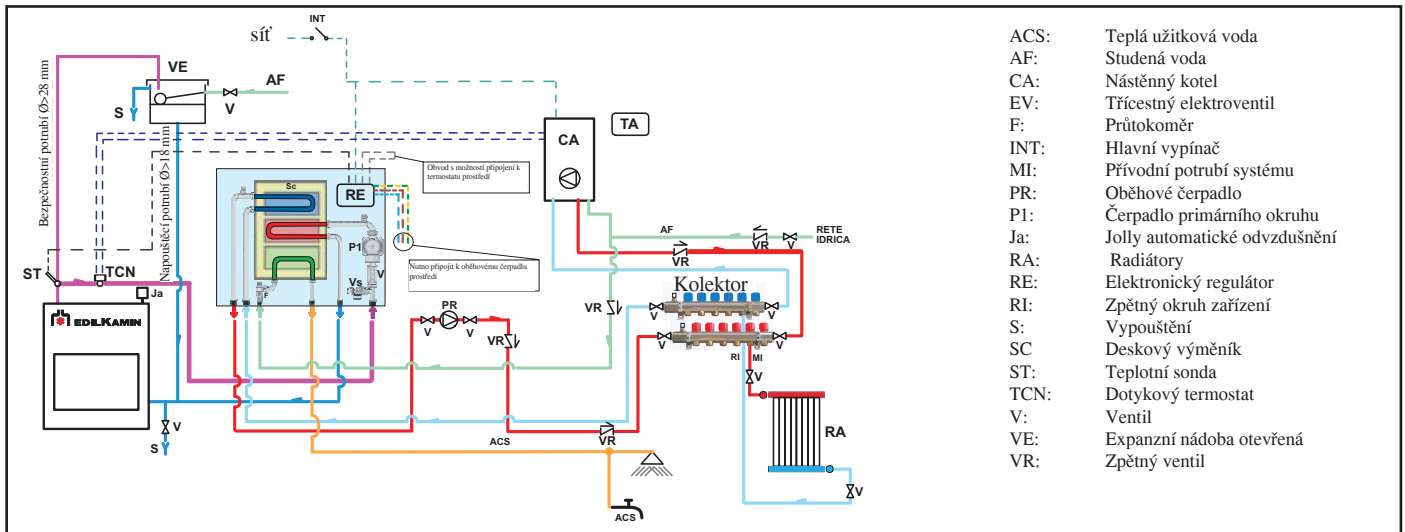 síť
INT
Bezpečnostní potrubí Ø>28 mm
VE
AF
S
V
Napouštěcí potrubí Ø>18 mm
CA
TA
Obvod s možností připojení k
termostatu prostředí
Sc
RE
P1
V
Vs
F
Nutno připojit k oběhovému čerpadlu
prostředí
AF
VR
V
RETE
IDRICA
VR
ST
TCN
Ja
EDILKAMIN
PR
V
V
VR
VR
Kolektor
V
V
V
V
RI
MI
V
RA
V
V
S
ACS
VR
ACS
ACS: Teplá užitková voda
AF: Studená voda
CA: Nástěnný kotel
EV: Třícestný elektroventil
F: Průtokoměr
INT: Hlavní vypínač
MI: Přívodní potrubí systému
PR: Oběhové čerpadlo
P1: Čerpadlo primárního okruhu
Ja: Jolly automatické odvzdušnění
RA: Radiátory
RE: Elektronický regulátor
RI: Zpětný okruh zařízení
S: Vypouštění
SC Deskový výměník
ST: Teplotní sonda
TCN: Dotykový termostat
V: Ventil
VE: Expanzní nádoba otevřená
VR: Zpětný ventil